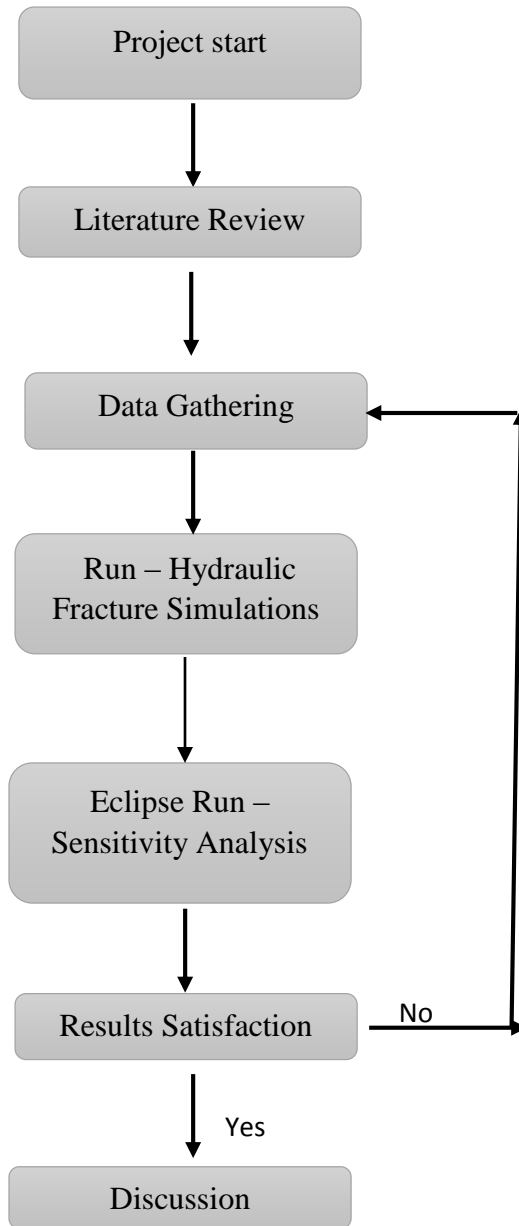 Project start
Literature Review
Data Gathering
Run – Hydraulic
Fracture Simulations
Eclipse Run –
Sensitivity Analysis
Results Satisfaction
No
Yes
Discussion